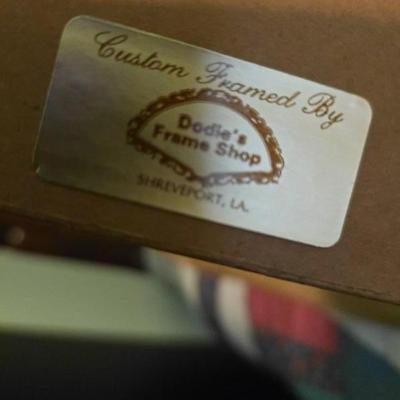 Custom Framed By
Dodie's
Frame Shop
SHREVEPORT, LA.